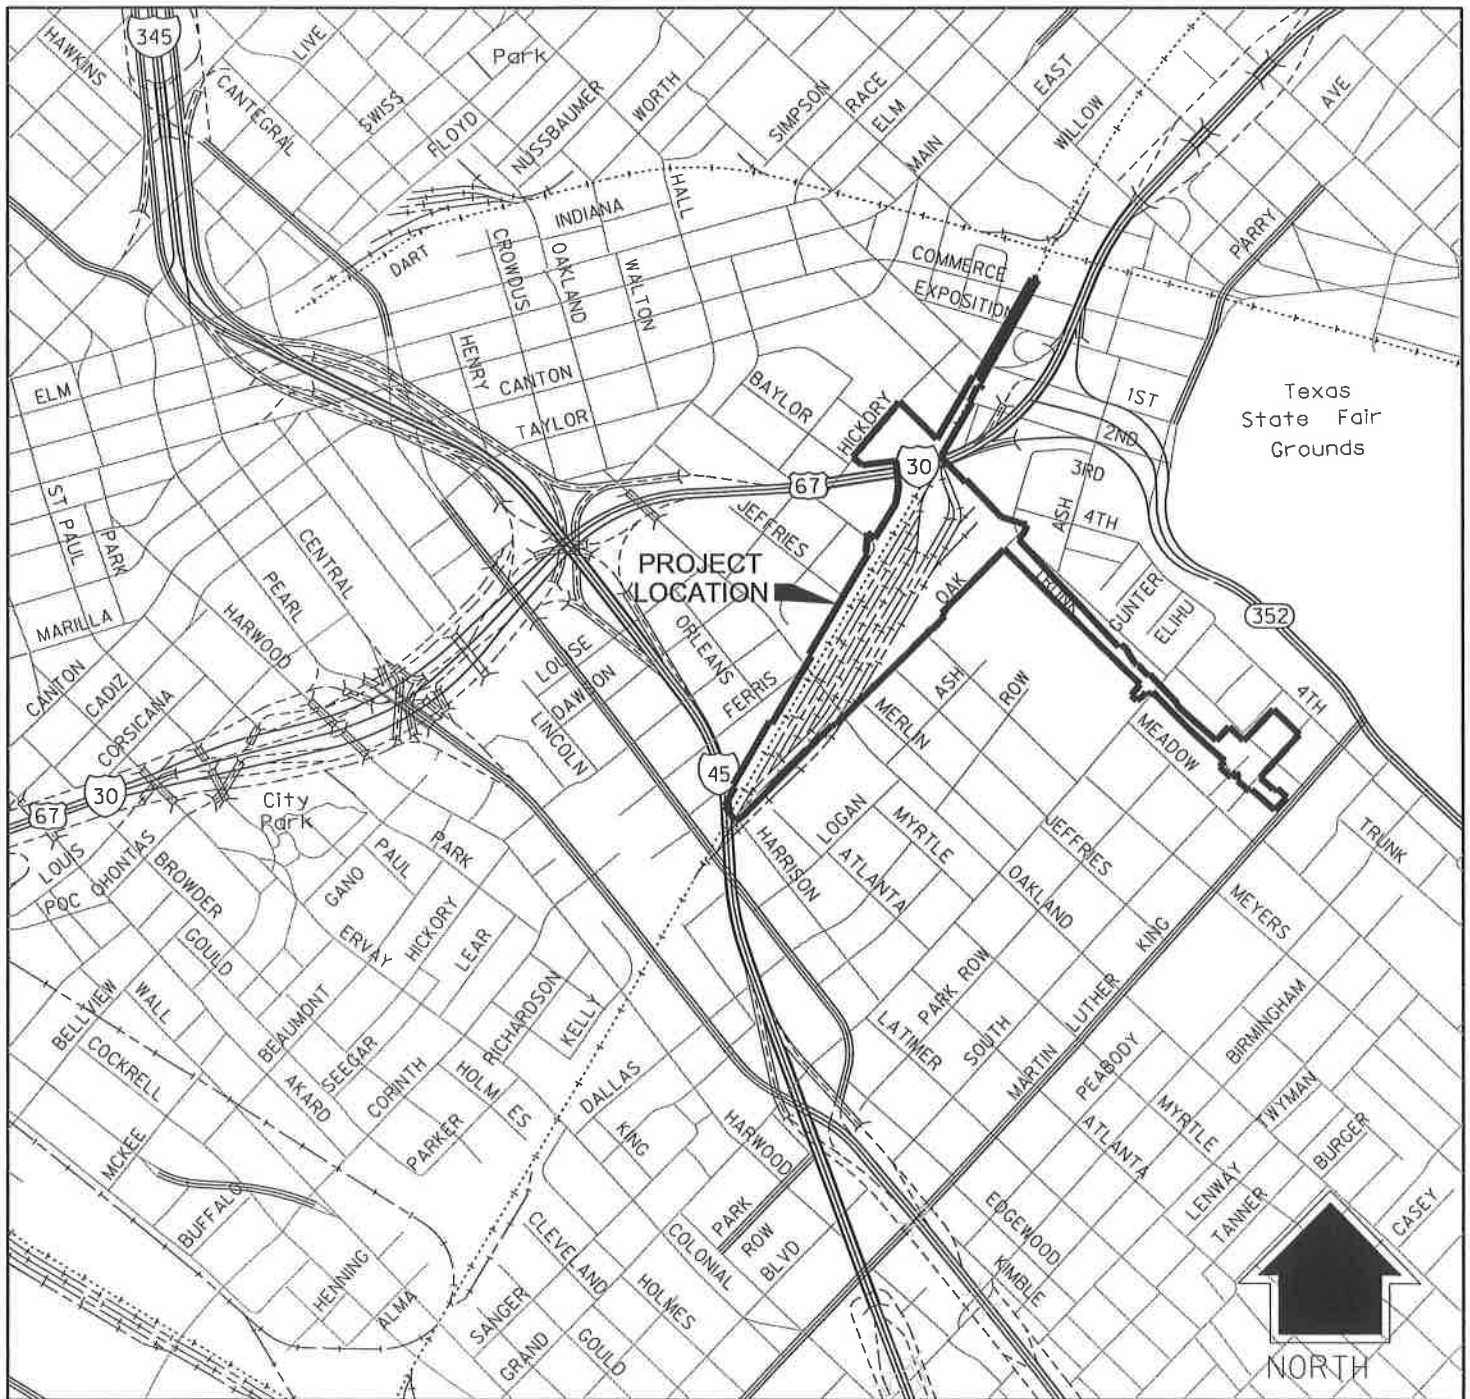 345
HAWKINS
LIVE
Park
CANTEGRAL
SWISS
FLOYD
NUSSBAUMER
WORTH
SIMPSON
RACE
ELM
EAST
WILLOW
AVE
MAIN
HALL
INDIANA
DART
CROWDUS
OAKLAND
WALTON
PARRY
COMMERCE
EXPOSITION
HENRY
CANTON
TAYLOR
ELM
BAYLOR
HICKORY
1ST
2ND
3RD
4TH
ASH
Texas
State Fair
Grounds
30
67
JEFFRIES
ST PAUL
PARK
CENTRAL
PEARL
HARWOOD
MARILLA
PROJECT
LOCATION
OAK
TRUNK
GUNTER
ELIHU
352
CANTON
CADIZ
CORSICANA
LOUISE
DAWSON
LINCOLN
ORLEANS
FERRIS
ASH
ROW
MERLIN
MEADOW
4TH
45
30
67
City
Park
LOUIS
POC
OHONTAS
BROWDER
GOULD
PARK
PAUL
GANO
HICKORY
ERVAY
LEAR
HARRISON
LOGAN
ATLANTA
MYRTLE
OAKLAND
JEFFRIES
TRUNK
MEYERS
KING
BELLVIEW
WALL
COCKRELL
BEAUMONT
SEEGAR
AKARD
CORINTH
RICHARDSON
KELLY
HOLMES
PARKER
DALLAS
KING
HARWOOD
PARK ROW
LATIMER
SOUTH
LUTHER
MARTIN
PEABODY
BIRMINGHAM
ATLANTA
MYRTLE
TWYMAN
BURGER
MCKEE
BUFFALO
HENNING
ALMA
CLEVELAND
HOLMES
SANGER
GRAND
GOULD
COLONIAL
PARK
ROW
BLVD
EDGEWOOD
KIMBLE
LENWAY
TANNER
CASEY
NORTH